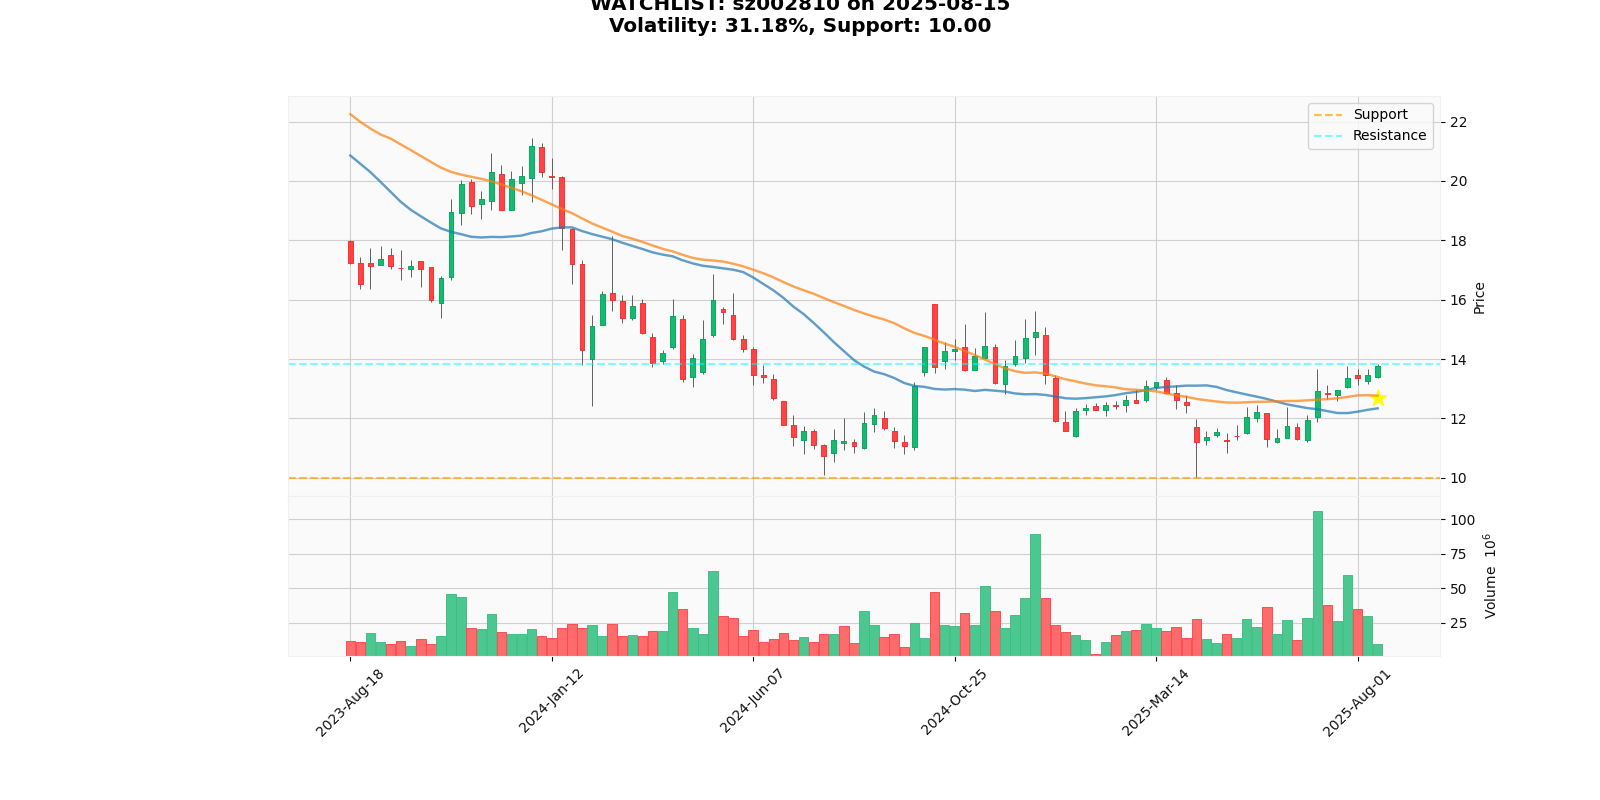 WATCHLIST: sz002810 on 2025-08-15
Volatility: 31.18%, Support: 10.00
Support
Resistance
22
20
18
16
14
12
10
Price
100
75
50
25
Volume 10^6
2023-Aug-18
2024-Jan-12
2024-Jun-07
2024-Oct-25
2025-Mar-14
2025-Aug-01